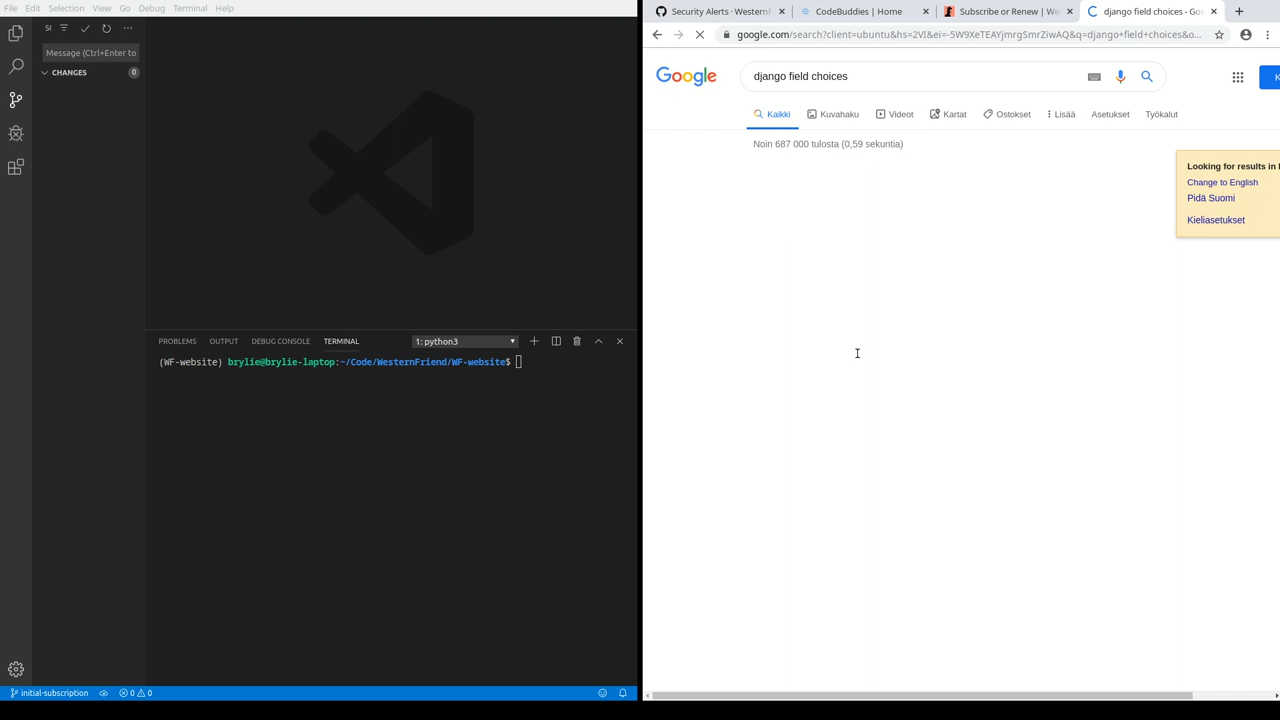 File Edit Selection View Go Debug Terminal Help
Message (Ctrl+Enter to
CHANGES 0
PROBLEMS OUTPUT DEBUG CONSOLE TERMINAL 1: python3
(WF-website) brylie@brylie-laptop:~/Code/WesternFriend/WF-website$
initial-subscription 0 0
Security Alerts · WesternF CodeBuddies | Home Subscribe or Renew | We django field choices - Goo
google.com/search?client=ubuntu&hs=2VI&ei=-5W9XeTEAYjmrgSmrZiwAQ&q=django+field+choices&o...
Google django field choices K
Kaikki Kuvahaku Videot Kartat Ostokset Lisää Asetukset Työkalut
Noin 687 000 tulosta (0,59 sekuntia)
Looking for results in
Change to English
Pidä Suomi
Kieliasetukset